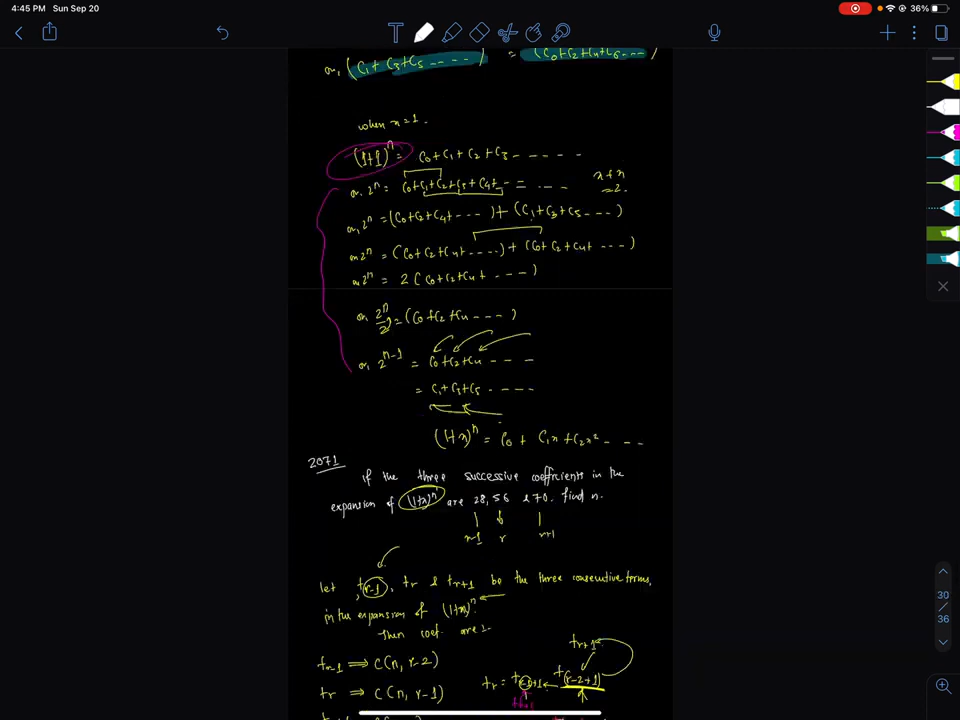 4:45 PM Sun Sep 20
36%
or, (C1 + C3 + C5 ----- ) = (C0+C2+C4+C6 ---)
when x = 1.
(1+1)^n = C0 + C1 + C2 + C3 - - - - -
or, 2^n = C0+C1+C2+C3+C4+- = - - - -
x + x
= 2.
or, 2^n = (C0+C2+C4+ - - - ) + (C1+C3+C5 - - - )
or 2^n = (C0+C2+C4+ - - - - ) + (C0+C2+C4+ - - - )
or 2^n = 2 ( C0+C2+C4+ - - - - )
or, 2^n/2 = (C0+C2+C4 - - - - )
or, 2^n-1 = C0+C2+C4 - - - -
= C1+C3+C5 - - - - -
(1+x)^n = C0 + C1x + C2x^2 - - - -
2071
If the three successive coefficients in the
expansion of (1+x)^n are 28, 56 & 70. find n.
r r+1
let t r-1, tr & tr+1 be the three consecutive terms,
in the expansion of (1+x)^n.
Then coef. are :-
tr+1
tr-1 ⟹ C(n, r-2)
tr = t r-1+1 ← t(r-2+1)
tr ⟹ C(n, r-1)
30
/
36